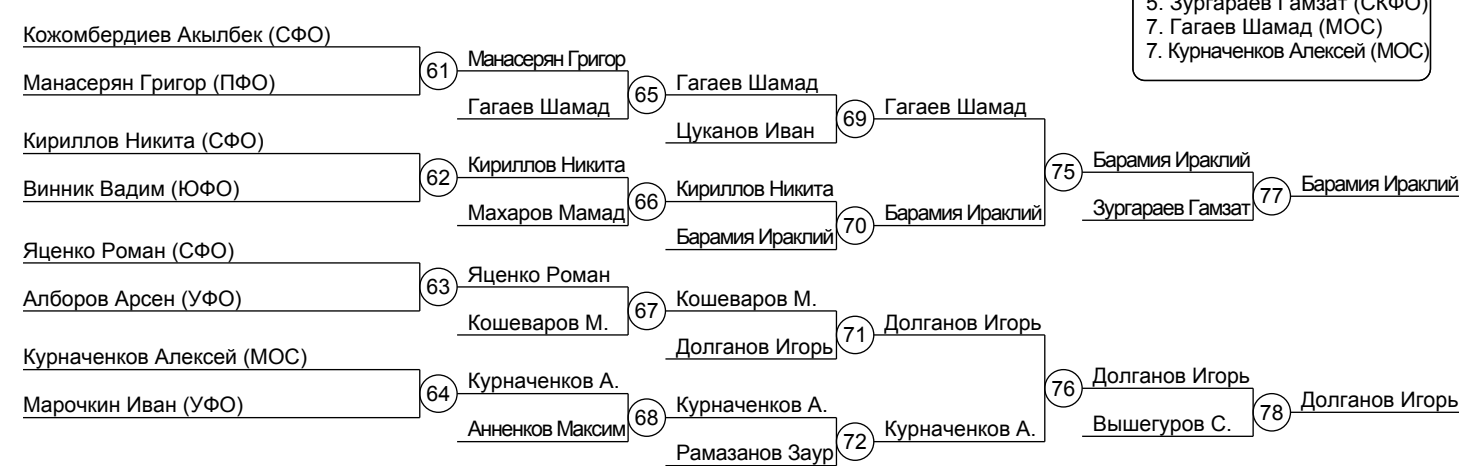 5. Зургараев Гамзат (СКФО)
7. Гагаев Шамад (МОС)
7. Курначенков Алексей (МОС)
Кожомбердиев Акылбек (СФО)
61
Манасерян Григор (ПФО)
Манасерян Григор
65
Гагаев Шамад
Гагаев Шамад
69
Цуканов Иван
Гагаев Шамад
Кириллов Никита (СФО)
62
Винник Вадим (ЮФО)
Кириллов Никита
66
Махаров Мамад
Кириллов Никита
70
Барамия Ираклий
Барамия Ираклий
75
Барамия Ираклий
77
Зургараев Гамзат
Барамия Ираклий
Яценко Роман (СФО)
63
Алборов Арсен (УФО)
Яценко Роман
67
Кошеваров М.
Кошеваров М.
71
Долганов Игорь
Долганов Игорь
Курначенков Алексей (МОС)
64
Марочкин Иван (УФО)
Курначенков А.
68
Анненков Максим
Курначенков А.
72
Рамазанов Заур
Курначенков А.
76
Долганов Игорь
78
Вышегуров С.
Долганов Игорь